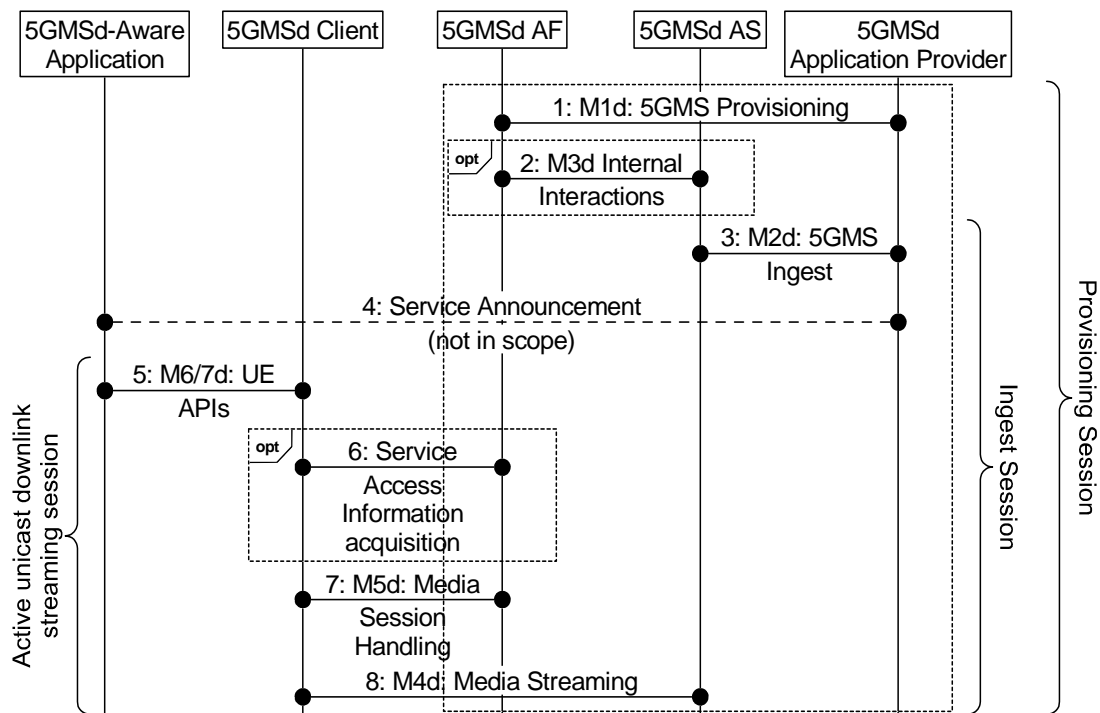 5GMSd-Aware
Application
5GMSd Client
5GMSd AF
5GMSd AS
5GMSd
Application Provider
1: M1d: 5GMS Provisioning
opt
2: M3d Internal
Interactions
3: M2d: 5GMS
Ingest
4: Service Announcement
(not in scope)
5: M6/7d: UE
APIs
opt
6: Service
Access
Information
acquisition
7: M5d: Media
Session
Handling
8: M4d: Media Streaming
Active unicast downlink
streaming session
Ingest Session
Provisioning Session